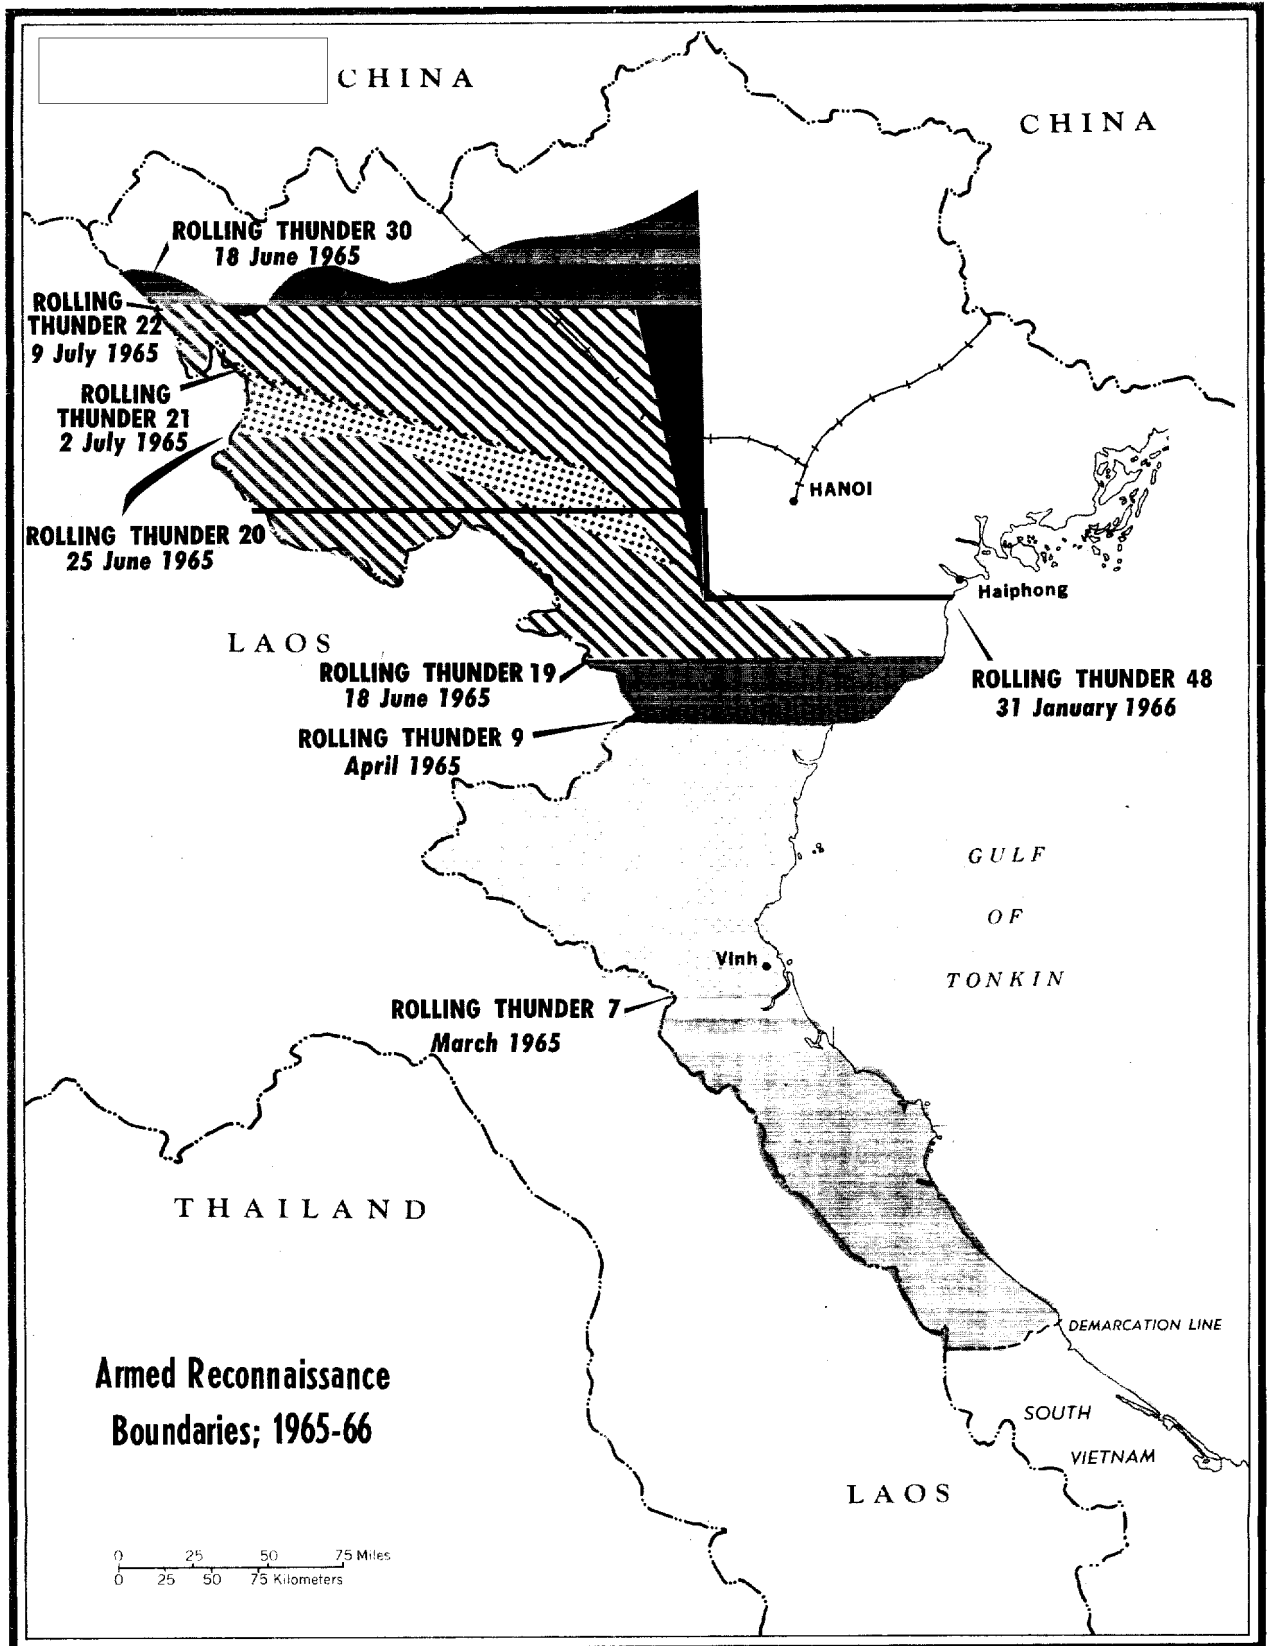 CHINA
CHINA
ROLLING THUNDER 30
18 June 1965
ROLLING
THUNDER 22
9 July 1965
ROLLING
THUNDER 21
2 July 1965
HANOI
ROLLING THUNDER 20
25 June 1965
Haiphong
LAOS
ROLLING THUNDER 19
18 June 1965
ROLLING THUNDER 48
31 January 1966
ROLLING THUNDER 9
April 1965
GULF
OF
TONKIN
Vinh
ROLLING THUNDER 7
March 1965
THAILAND
DEMARCATION LINE
Armed Reconnaissance
Boundaries; 1965-66
SOUTH
VIETNAM
LAOS
0 25 50 75 Miles
0 25 50 75 Kilometers